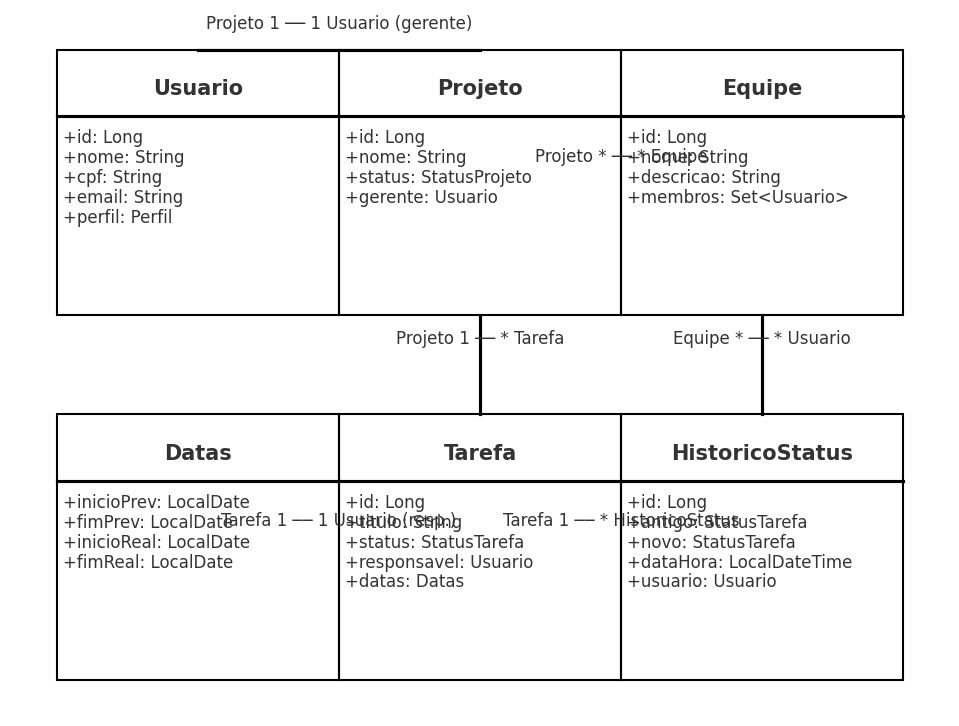 Projeto 1 — 1 Usuario (gerente)
Usuario
+id: Long
+nome: String
+cpf: String
+email: String
+perfil: Perfil
Projeto
+id: Long
+nome: String
+status: StatusProjeto
+gerente: Usuario
Projeto * — * Equipe
Equipe
+id: Long
+nome: String
+descricao: String
+membros: Set<Usuario>
Projeto 1 — * Tarefa
Equipe * — * Usuario
Datas
+inicioPrev: LocalDate
+fimPrev: LocalDate
+inicioReal: LocalDate
+fimReal: LocalDate
Tarefa 1 — 1 Usuario (resp.)
Tarefa
+id: Long
+titulo: String
+status: StatusTarefa
+responsavel: Usuario
+datas: Datas
Tarefa 1 — * HistoricoStatus
HistoricoStatus
+id: Long
+antigo: StatusTarefa
+novo: StatusTarefa
+dataHora: LocalDateTime
+usuario: Usuario